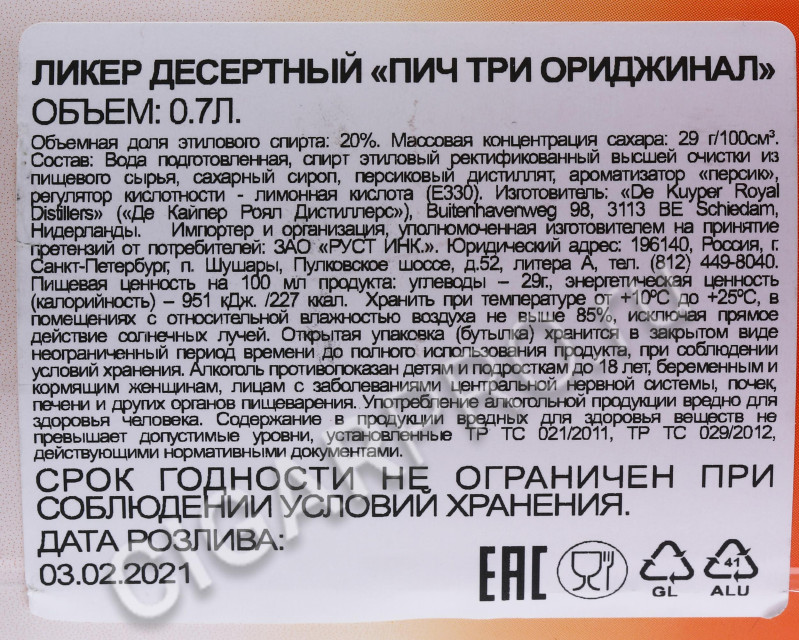 ЛИКЕР ДЕСЕРТНЫЙ «ПИЧ ТРИ ОРИДЖИНАЛ»
ОБЪЕМ: 0.7Л.
Объемная доля этилового спирта: 20%. Массовая концентрация сахара: 29 г/100см³.
Состав: Вода подготовленная, спирт этиловый ректификованный высшей очистки из
пищевого сырья, сахарный сироп, персиковый дистиллят, ароматизатор «персик»,
регулятор кислотности - лимонная кислота (Е330). Изготовитель: «De Kuyper Royal
Distillers» («Де Кайпер Роял Дистиллерс»), Buitenhavenweg 98, 3113 BE Schiedam,
Нидерланды. Импортер и организация, уполномоченная изготовителем на принятие
претензий от потребителей: ЗАО «РУСТ ИНК.». Юридический адрес: 196140, Россия, г.
Санкт-Петербург, п. Шушары, Пулковское шоссе, д.52, литера А, тел. (812) 449-8040.
Пищевая ценность на 100 мл продукта: углеводы – 29г., энергетическая ценность
(калорийность) – 951 кДж. /227 ккал. Хранить при температуре от +10ºС до +25ºС, в
помещениях с относительной влажностью воздуха не выше 85%, исключая прямое
действие солнечных лучей. Открытая упаковка (бутылка) хранится в закрытом виде
неограниченный период времени до полного использования продукта, при соблюдении
условий хранения. Алкоголь противопоказан детям и подросткам до 18 лет, беременным и
кормящим женщинам, лицам с заболеваниями центральной нервной системы, почек,
печени и других органов пищеварения. Употребление алкогольной продукции вредно для
здоровья человека. Содержание в продукции вредных для здоровья веществ не
превышает допустимые уровни, установленные ТР ТС 021/2011, ТР ТС 029/2012,
действующими нормативными документами.
СРОК ГОДНОСТИ НЕ ОГРАНИЧЕН ПРИ
СОБЛЮДЕНИИ УСЛОВИЙ ХРАНЕНИЯ.
ДАТА РОЗЛИВА:
03.02.2021
EAC
41
GL ALU
CIGARPRO.ru